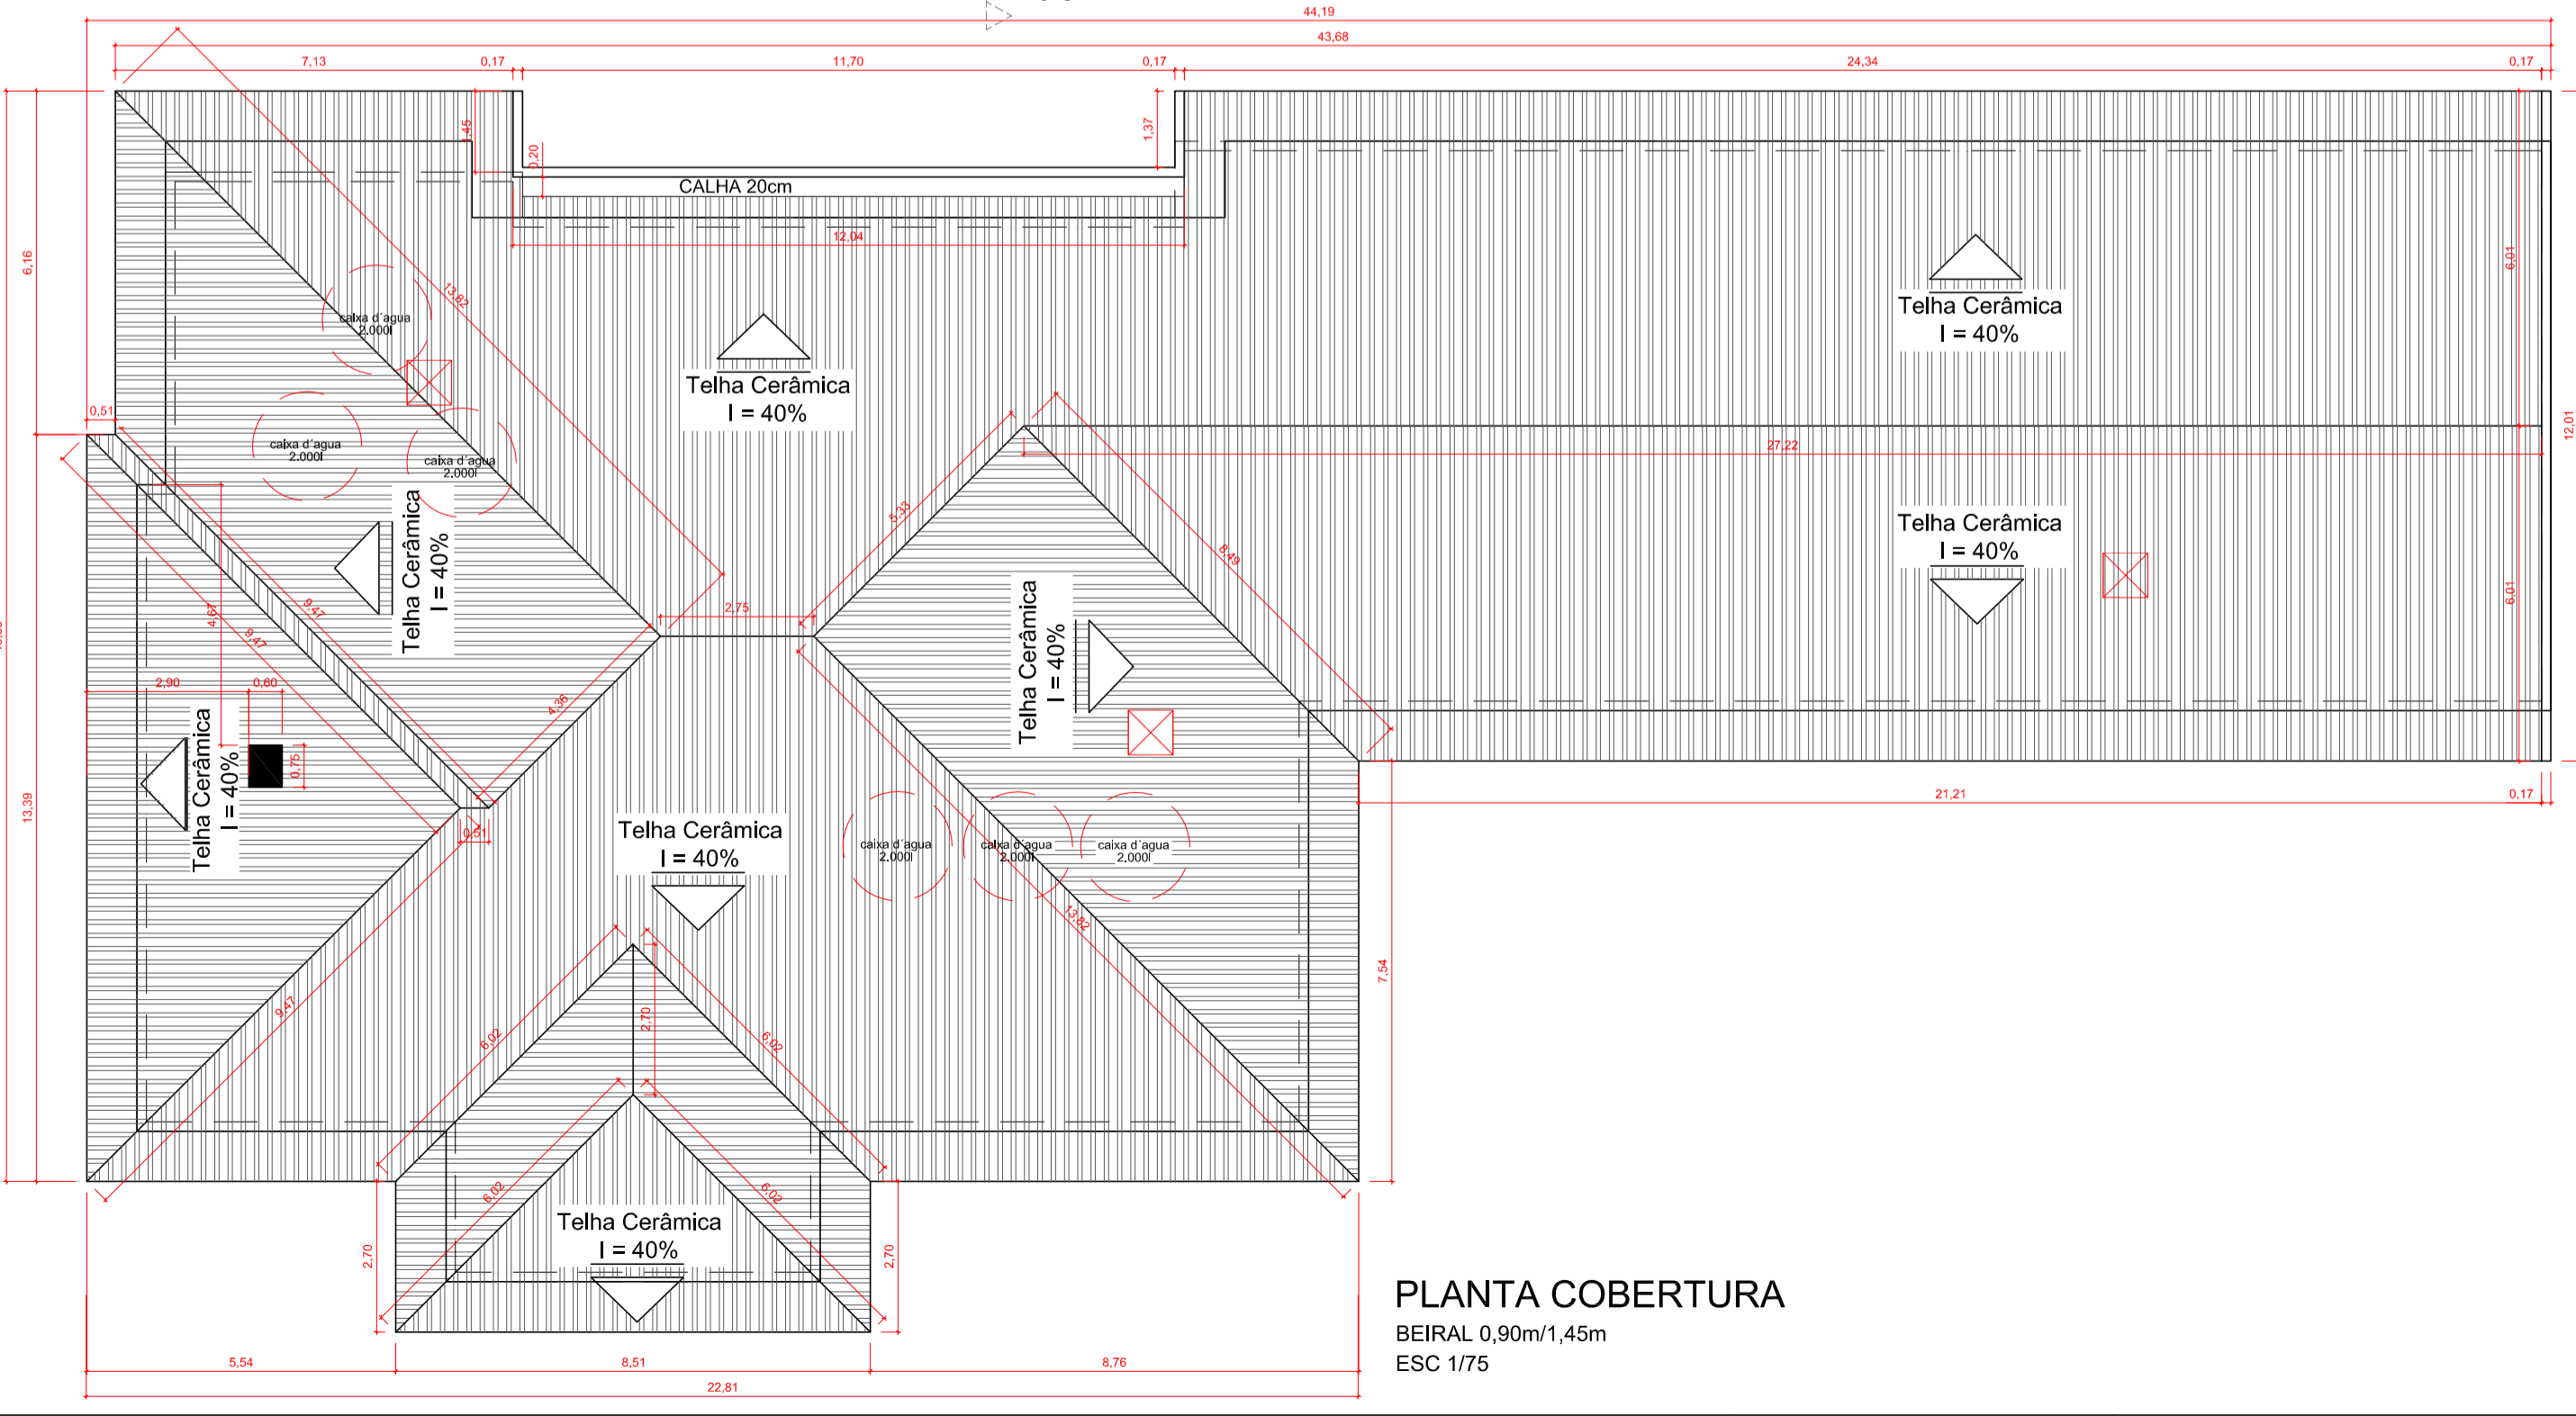 44,19
43,68
7,13
0,17
11,70
0,17
24,34
0,17
1,37
0,20
CALHA 20cm
12,04
6,16
6,01
13,82
caixa d´agua
2.000l
Telha Cerâmica
I = 40%
Telha Cerâmica
I = 40%
0,51
caixa d´agua
2.000l
caixa d´agua
2.000l
12,01
27,22
5,33
8,49
Telha Cerâmica
I = 40%
Telha Cerâmica
I = 40%
6,01
9,47
9,47
2,75
Telha Cerâmica
I = 40%
2,90
0,60
4,36
Telha Cerâmica
I = 40%
0,75
13,39
0,51
21,21
0,17
Telha Cerâmica
I = 40%
caixa d´agua
2.000l
caixa d´agua
2.000l
caixa d´agua
2.000l
13,82
7,54
9,47
6,02
2,70
6,02
6,02
6,02
Telha Cerâmica
I = 40%
2,70
2,70
PLANTA COBERTURA
BEIRAL 0,90m/1,45m
ESC 1/75
5,54
8,51
8,76
22,81